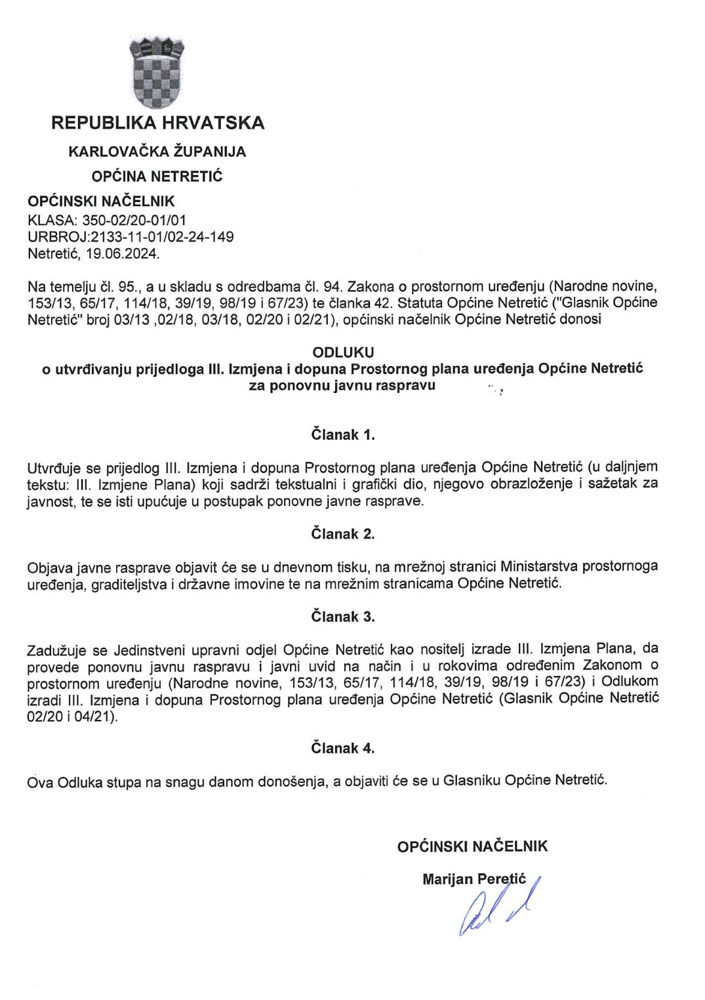 REPUBLIKA HRVATSKA
KARLOVAČKA ŽUPANIJA
OPĆINA NETRETIĆ
OPĆINSKI NAČELNIK
KLASA: 350-02/20-01/01
URBROJ:2133-11-01/02-24-149
Netretić, 19.06.2024.
Na temelju čl. 95., a u skladu s odredbama čl. 94. Zakona o prostornom uređenju (Narodne novine,
153/13, 65/17, 114/18, 39/19, 98/19 i 67/23) te članka 42. Statuta Općine Netretić ("Glasnik Općine
Netretić" broj 03/13 ,02/18, 03/18, 02/20 i 02/21), općinski načelnik Općine Netretić donosi
ODLUKU
o utvrđivanju prijedloga III. Izmjena i dopuna Prostornog plana uređenja Općine Netretić
za ponovnu javnu raspravu
Članak 1.
Utvrđuje se prijedlog III. Izmjena i dopuna Prostornog plana uređenja Općine Netretić (u daljnjem
tekstu: III. Izmjene Plana) koji sadrži tekstualni i grafički dio, njegovo obrazloženje i sažetak za
javnost, te se isti upućuje u postupak ponovne javne rasprave.
Članak 2.
Objava javne rasprave objavit će se u dnevnom tisku, na mrežnoj stranici Ministarstva prostornoga
uređenja, graditeljstva i državne imovine te na mrežnim stranicama Općine Netretić.
Članak 3.
Zadužuje se Jedinstveni upravni odjel Općine Netretić kao nositelj izrade III. Izmjena Plana, da
provede ponovnu javnu raspravu i javni uvid na način i u rokovima određenim Zakonom o
prostornom uređenju (Narodne novine, 153/13, 65/17, 114/18, 39/19, 98/19 i 67/23) i Odlukom
izradi III. Izmjena i dopuna Prostornog plana uređenja Općine Netretić (Glasnik Općine Netretić
02/20 i 04/21).
Članak 4.
Ova Odluka stupa na snagu danom donošenja, a objaviti će se u Glasniku Općine Netretić.
OPĆINSKI NAČELNIK
Marijan Peretić